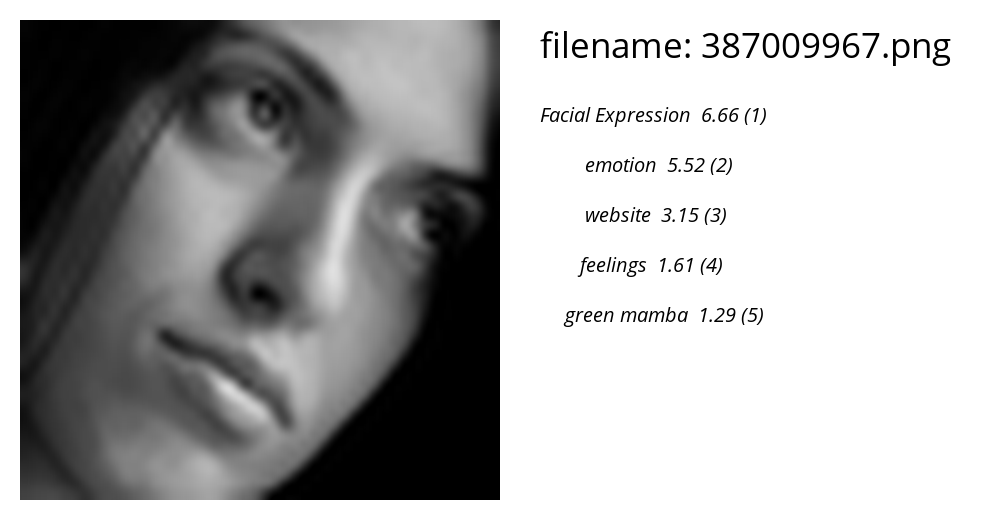 filename: 387009967.png
Facial Expression 6.66 (1)
emotion 5.52 (2)
website 3.15 (3)
feelings 1.61 (4)
green mamba 1.29 (5)